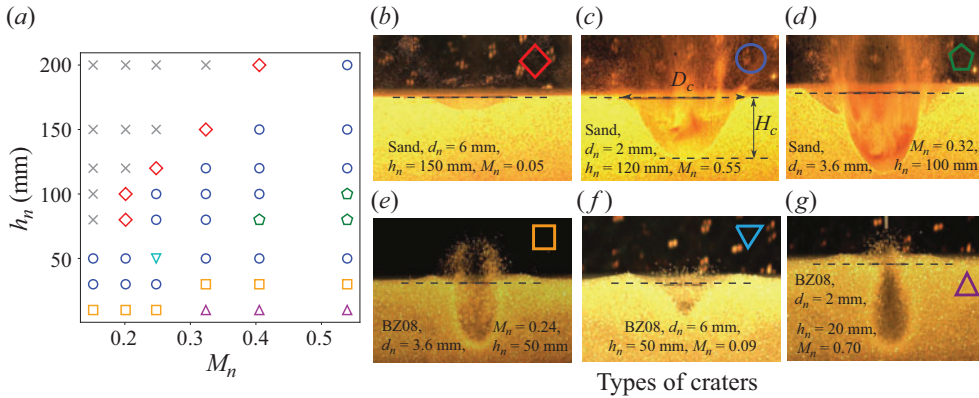 (a)
200
150
120
100
80
50
30
10
h_n (mm)
0.2
0.3
0.4
0.5
M_n
(b)
Sand, d_n = 6 mm,
h_n = 150 mm, M_n = 0.05
(c)
D_c
H_c
Sand,
d_n = 2 mm
h_n = 120 mm, M_n = 0.55
(d)
Sand,
d_n = 3.6 mm,
M_n = 0.32,
h_n = 100 mm
(e)
BZ08,
d_n = 3.6 mm,
M_n = 0.24,
h_n = 50 mm
(f)
BZ08, d_n = 6 mm,
h_n = 50 mm, M_n = 0.09
(g)
BZ08,
d_n = 2 mm,
h_n = 20 mm,
M_n = 0.70
Types of craters